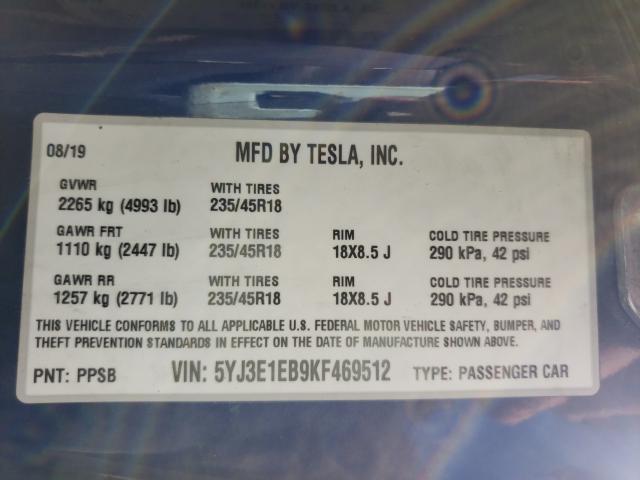 08/19 MFD BY TESLA, INC.
GVWR WITH TIRES
2265 kg (4993 lb) 235/45R18
GAWR FRT WITH TIRES RIM COLD TIRE PRESSURE
1110 kg (2447 lb) 235/45R18 18X8.5 J 290 kPa, 42 psi
GAWR RR WITH TIRES RIM COLD TIRE PRESSURE
1257 kg (2771 lb) 235/45R18 18X8.5 J 290 kPa, 42 psi
THIS VEHICLE CONFORMS TO ALL APPLICABLE U.S. FEDERAL MOTOR VEHICLE SAFETY, BUMPER, AND
THEFT PREVENTION STANDARDS IN EFFECT ON THE DATE OF MANUFACTURE SHOWN ABOVE.
PNT: PPSB VIN: 5YJ3E1EB9KF469512 TYPE: PASSENGER CAR